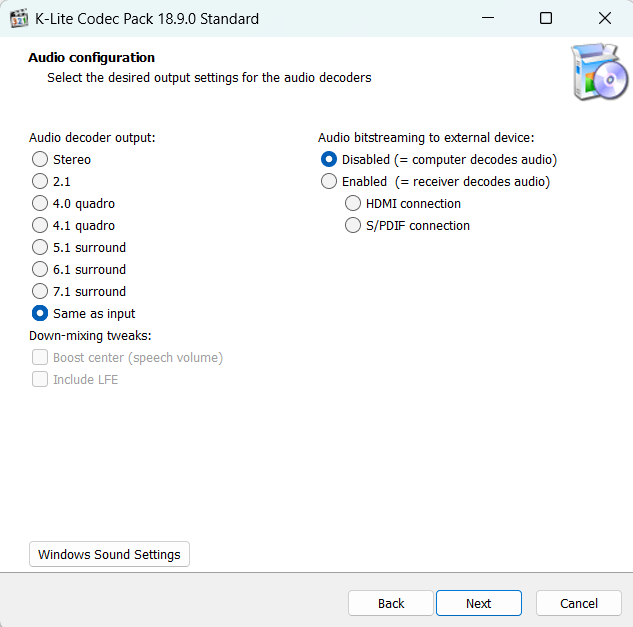 K-Lite Codec Pack 18.9.0 Standard
Audio configuration
Select the desired output settings for the audio decoders
Audio decoder output:
Stereo
2.1
4.0 quadro
4.1 quadro
5.1 surround
6.1 surround
7.1 surround
Same as input
Down-mixing tweaks:
Boost center (speech volume)
Include LFE
Audio bitstreaming to external device:
Disabled (= computer decodes audio)
Enabled  (= receiver decodes audio)
HDMI connection
S/PDIF connection
Windows Sound Settings
Back
Next
Cancel